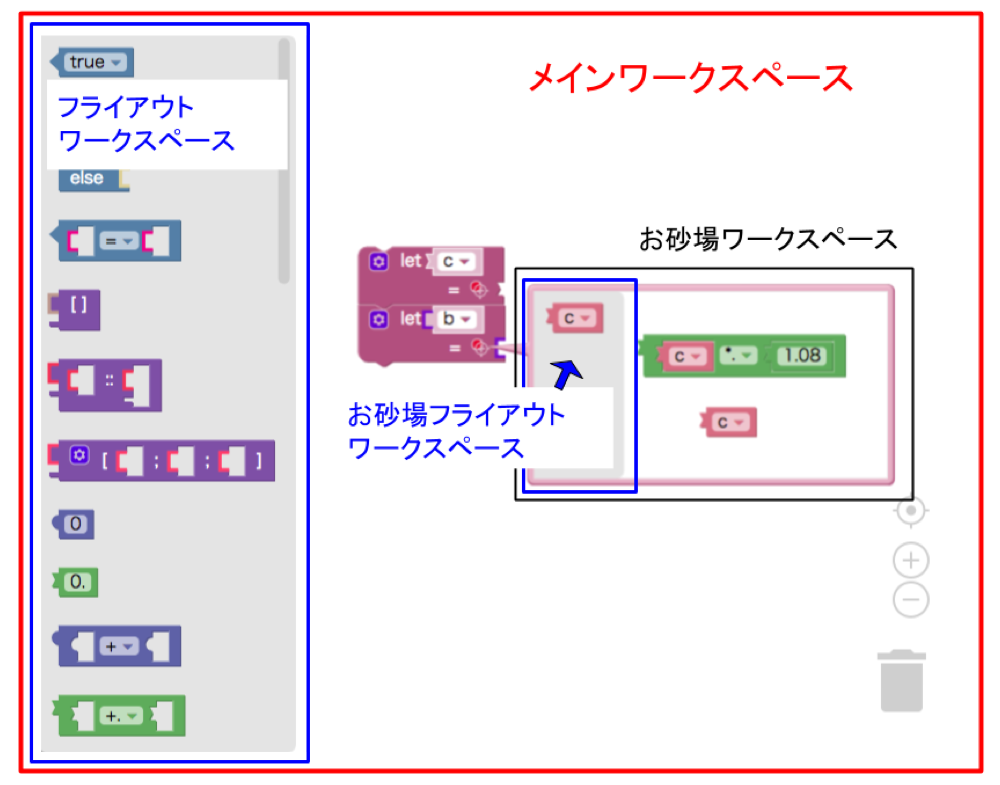 true
フライアウト
ワークスペース
else
=
[ ]
::
[ ; ; ]
0
0.
+
+.
メインワークスペース
let c
=
let b
=
お砂場ワークスペース
c
c *. 1.08
c
お砂場フライアウト
ワークスペース